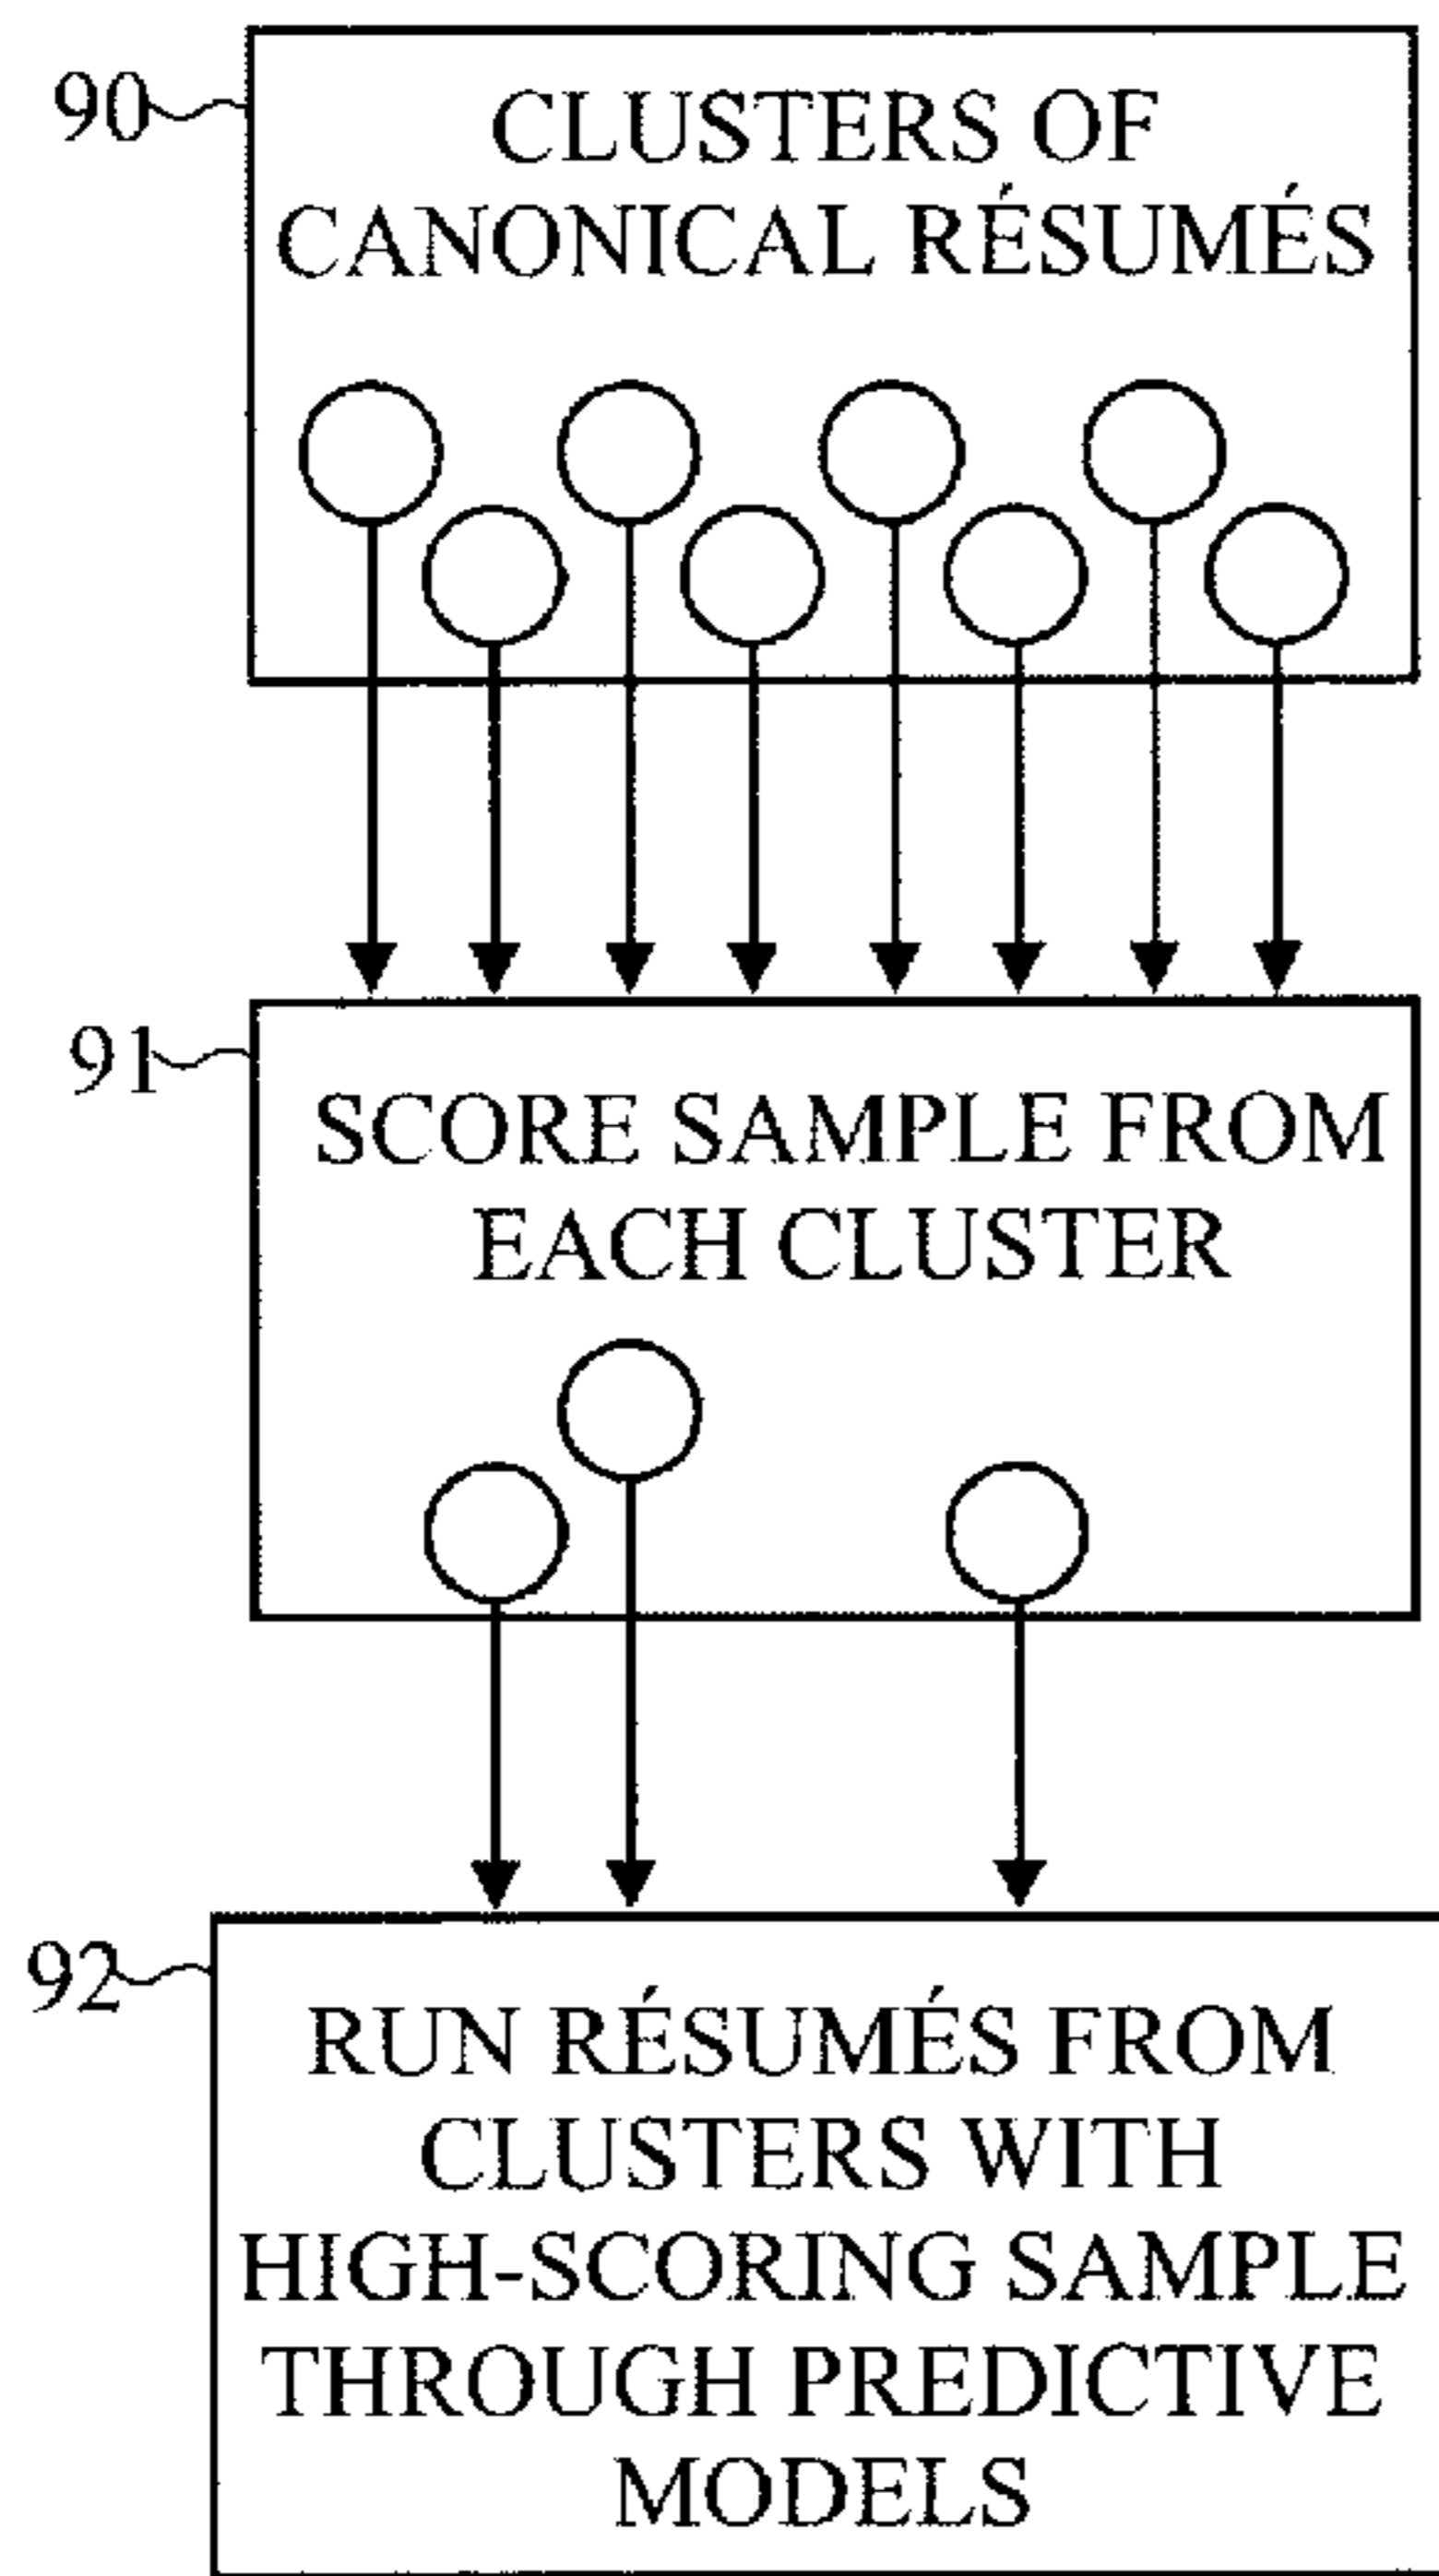 90
CLUSTERS OF
CANONICAL RÉSUMÉS
91
SCORE SAMPLE FROM
EACH CLUSTER
92
RUN RÉSUMÉS FROM
CLUSTERS WITH
HIGH-SCORING SAMPLE
THROUGH PREDICTIVE
MODELS